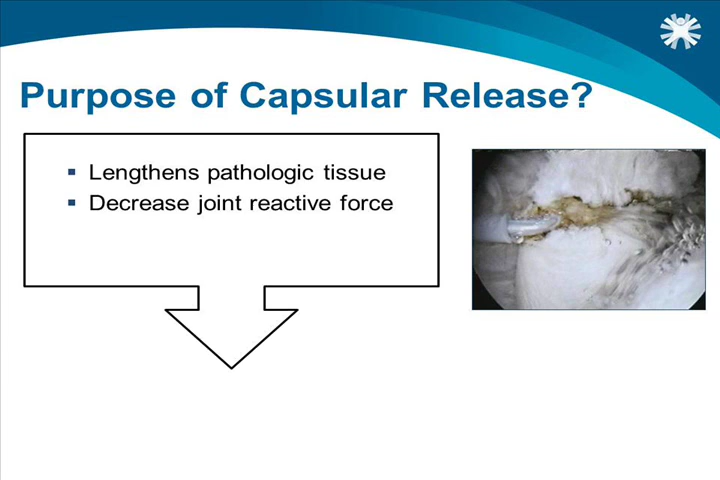 Purpose of Capsular Release?
▪ Lengthens pathologic tissue
▪ Decrease joint reactive force